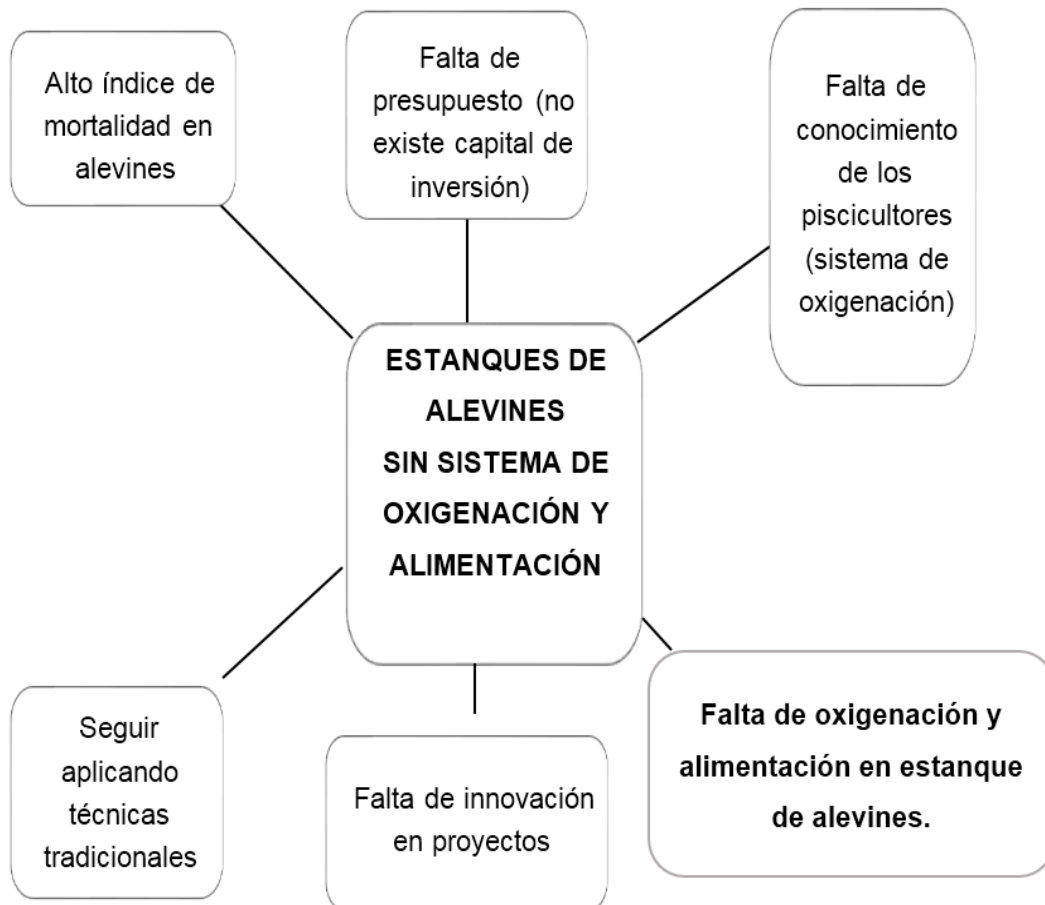 Alto índice de
mortalidad en
alevines
Falta de
presupuesto (no
existe capital de
inversión)
Falta de
conocimiento
de los
piscicultores
(sistema de
oxigenación)
ESTANQUES DE
ALEVINES
SIN SISTEMA DE
OXIGENACIÓN Y
ALIMENTACIÓN
Seguir
aplicando
técnicas
tradicionales
Falta de innovación
en proyectos
Falta de oxigenación y
alimentación en estanque
de alevines.